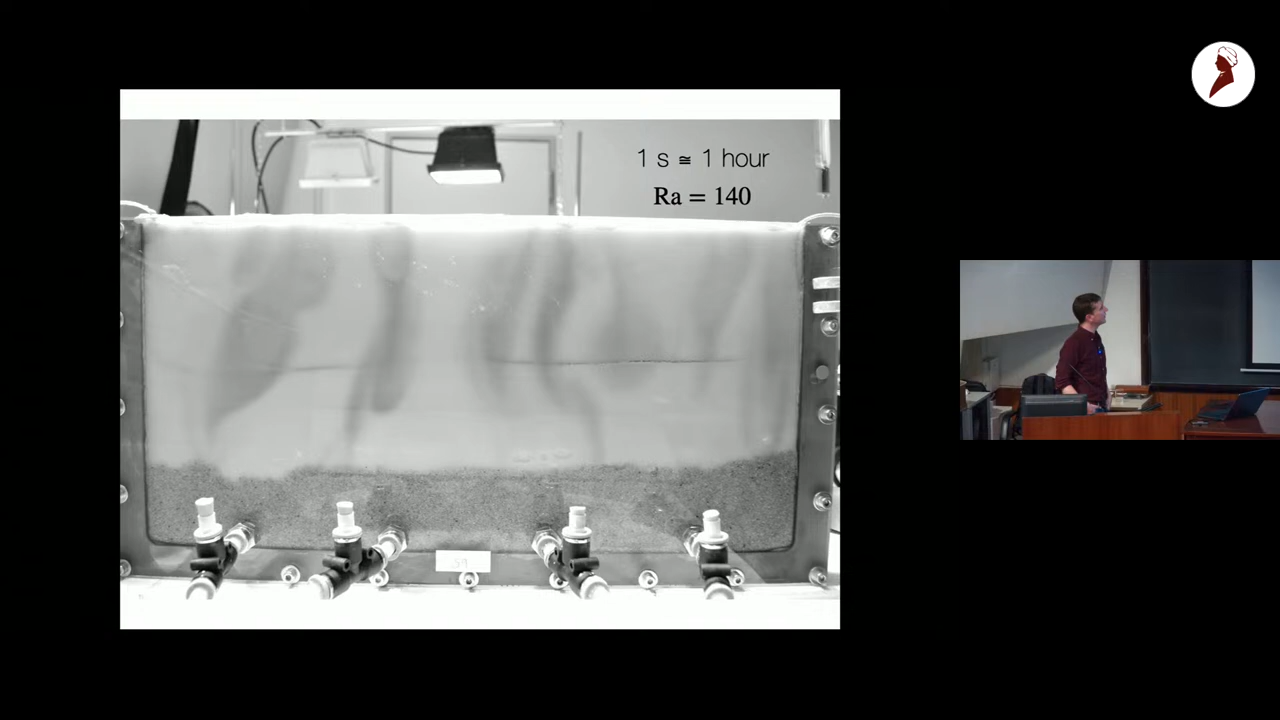 1 s ≅ 1 hour
Ra = 140